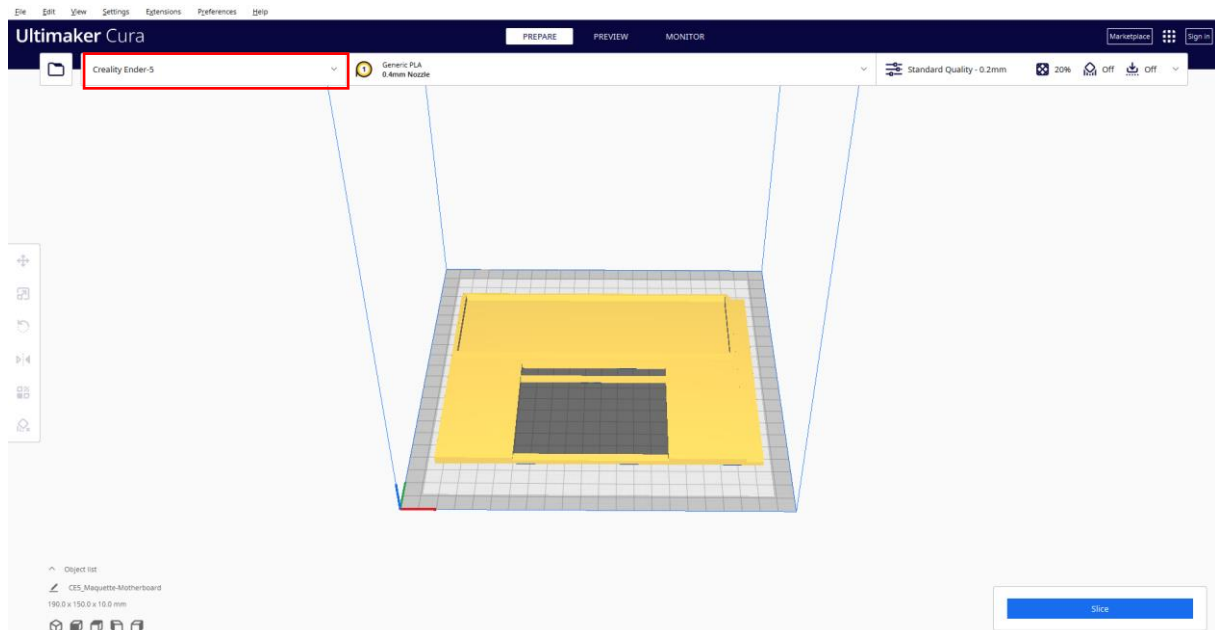 File Edit View Settings Extensions Preferences Help
Ultimaker Cura PREPARE PREVIEW MONITOR Marketplace Sign in
Creality Ender-5 1 Generic PLA Standard Quality - 0.2mm 20% Off Off
0.4mm Nozzle
Object list
CE5_Maquette-Motherboard
190.0 x 150.0 x 10.0 mm
Slice